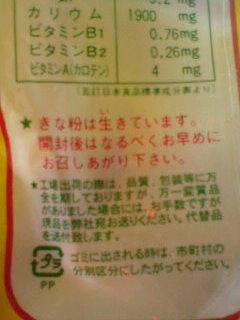 カリウム 1900 mg
ビタミンB1 0.76mg
ビタミンB2 0.26mg
ビタミンA(カロテン) 4 mg
(五訂日本食品標準成分表より)
い
★きな粉は生きています。
開封後はなるべくお早めに
お召しあがり下さい。
★工場出荷の際は、品質、包装等に万
全を期しておりますが、万一変質品
がありました場合には、お手数ですが
現品を弊社宛お送りください。代替品
を送付致します。
プラ
PP
ゴミに出される時は、市町村の
分別区分にしたがってください。